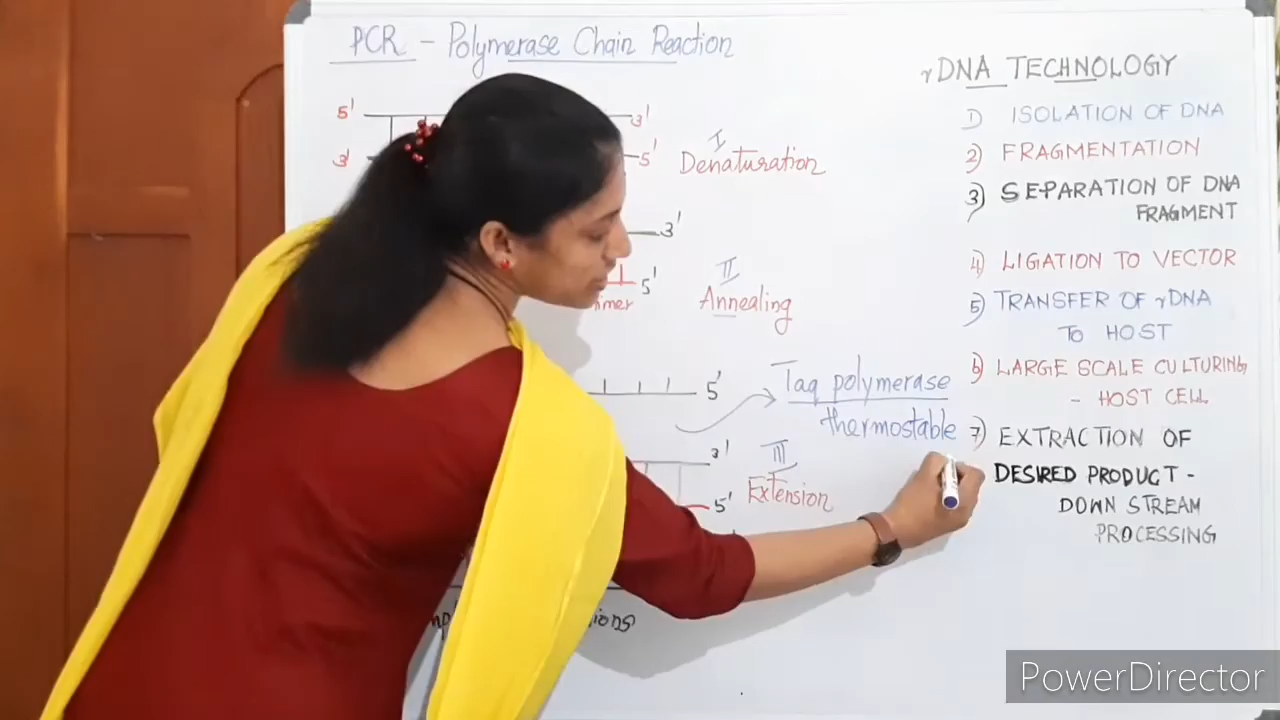 PCR - Polymerase Chain Reaction
5' 3'
3' 5'
I
Denaturation
3'
5'
II
Annealing
5'
Taq polymerase
thermostable
3'
III
Extension
5'
rDNA TECHNOLOGY
1) ISOLATION OF DNA
2) FRAGMENTATION
3) SEPARATION OF DNA
FRAGMENT
4) LIGATION TO VECTOR
5) TRANSFER OF rDNA
TO HOST
6) LARGE SCALE CULTURING,
- HOST CELL
7) EXTRACTION OF
DESIRED PRODUCT -
DOWN STREAM
PROCESSING
PowerDirector